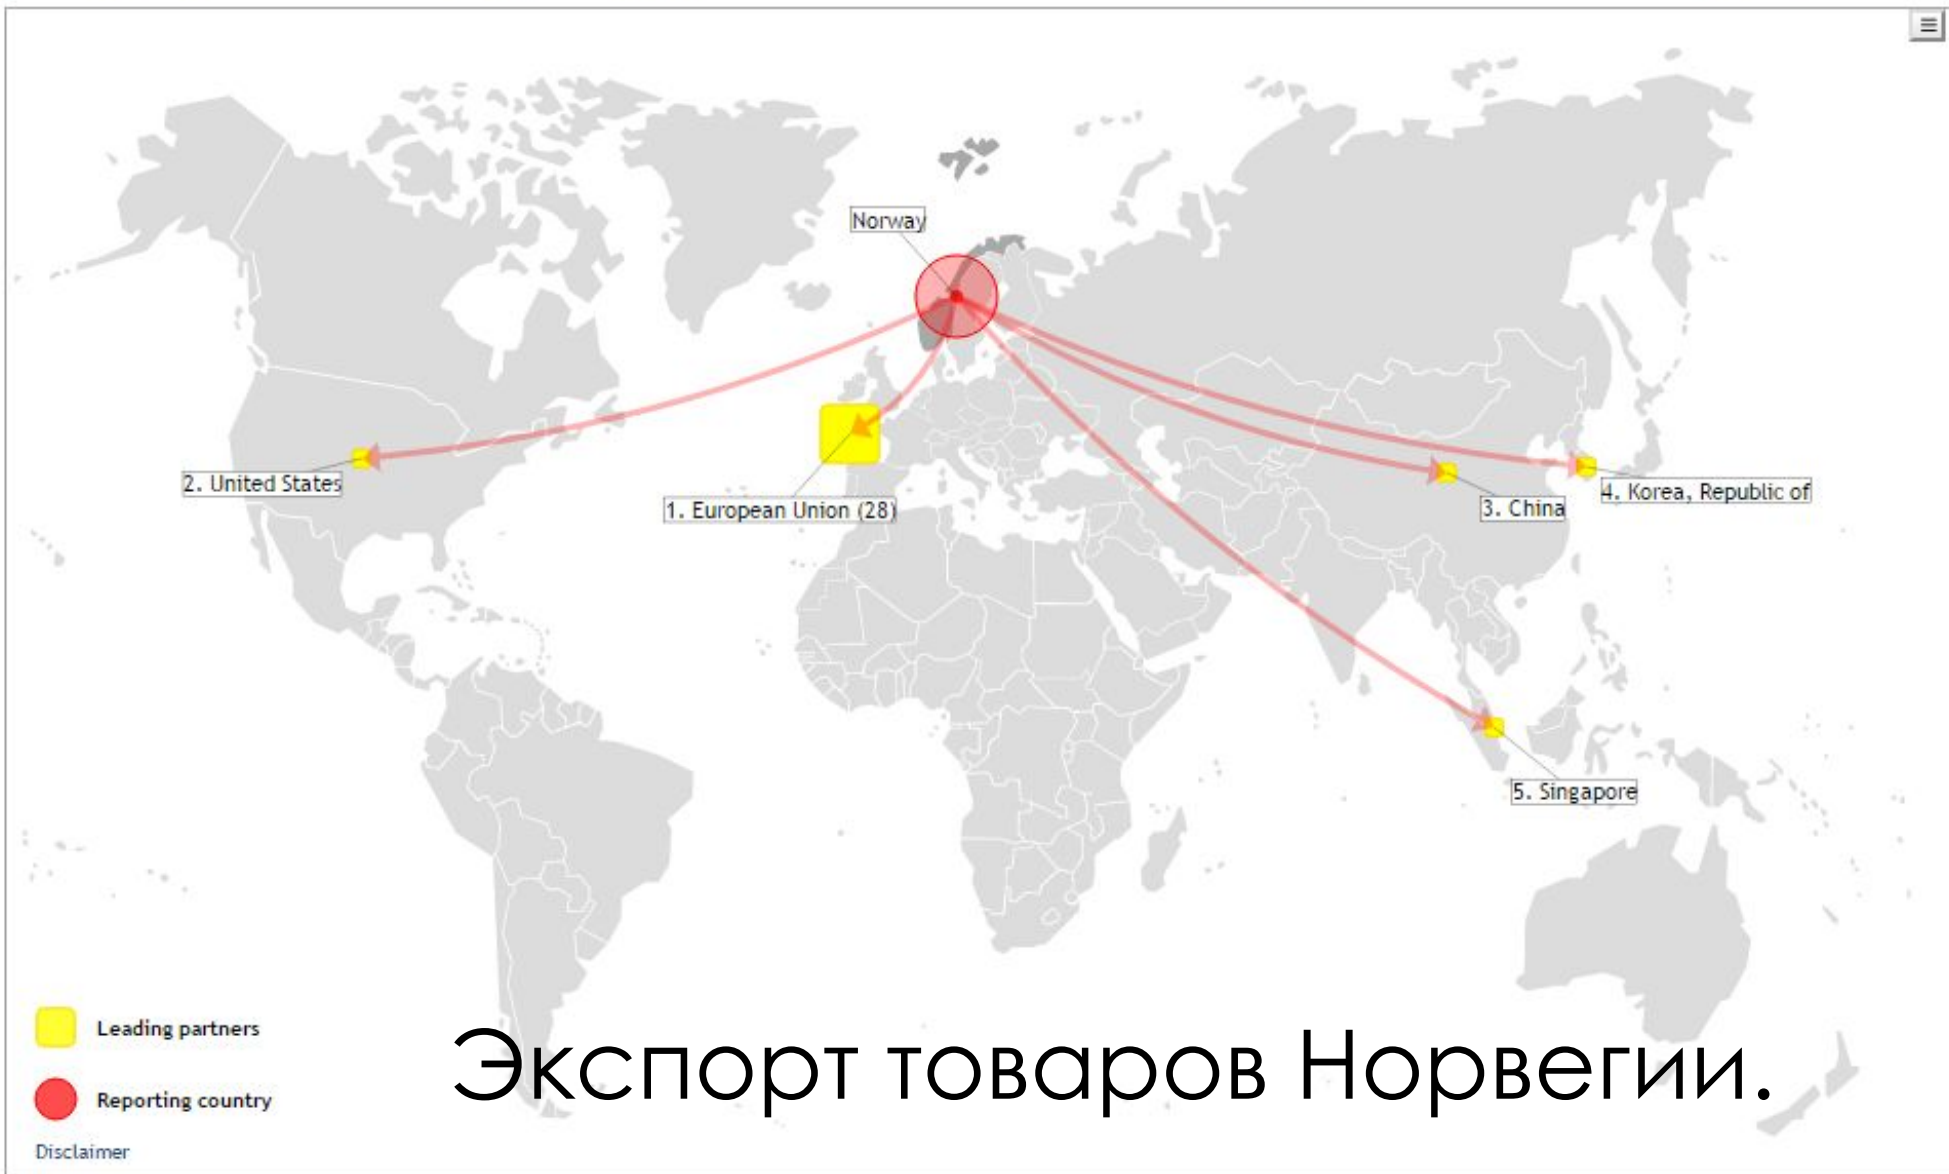 Norway
2. United States
1. European Union (28)
4. Korea, Republic of
3. China
5. Singapore
Leading partners
Экспорт товаров Норвегии.
Reporting country
Disclaimer